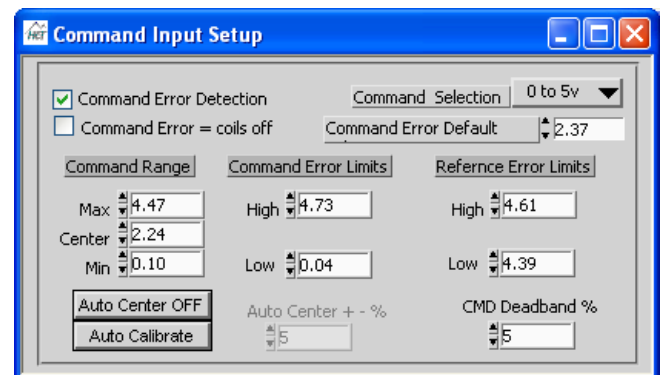 HCT Command Input Setup
Command Error Detection Command Selection 0 to 5v
Command Error = coils off Command Error Default 2.37
Command Range Command Error Limits Refernce Error Limits
Max 4.47 High 4.73 High 4.61
Center 2.24
Min 0.10 Low 0.04 Low 4.39
Auto Center OFF Auto Center + - % CMD Deadband %
Auto Calibrate 5 5